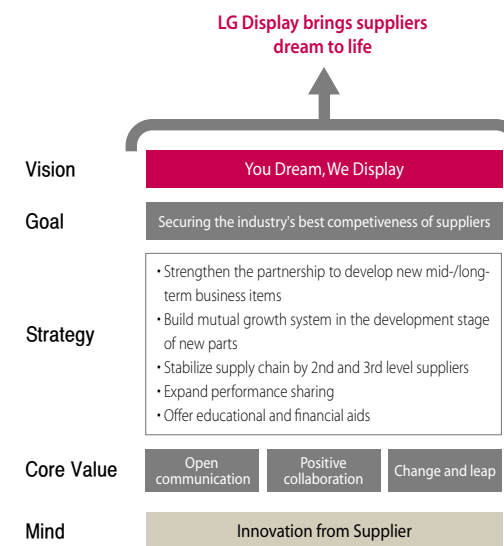 LG Display brings suppliers
dream to life
Vision
You Dream, We Display
Goal
Securing the industry's best competiveness of suppliers
Strategy
• Strengthen the partnership to develop new mid-/long-
term business items
• Build mutual growth system in the development stage
of new parts
• Stabilize supply chain by 2nd and 3rd level suppliers
• Expand performance sharing
• Offer educational and financial aids
Core Value
Open
communication
Positive
collaboration
Change and leap
Mind
Innovation from Supplier